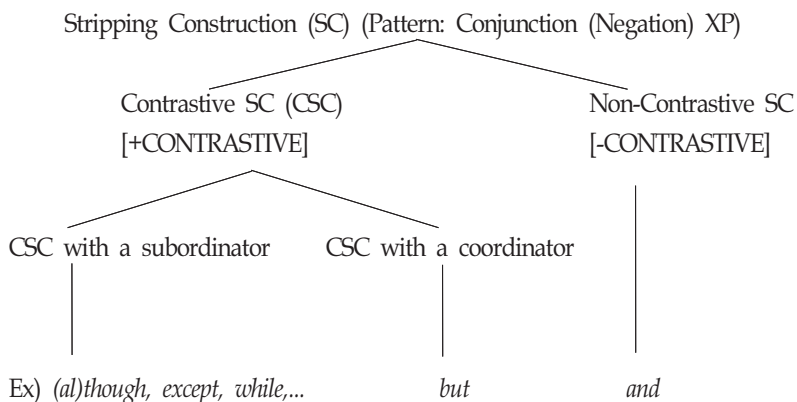 Stripping Construction (SC) (Pattern: Conjunction (Negation) XP)
Contrastive SC (CSC) Non-Contrastive SC
[+CONTRASTIVE] [-CONTRASTIVE]
CSC with a subordinator CSC with a coordinator
Ex) (al)though, except, while,... but and